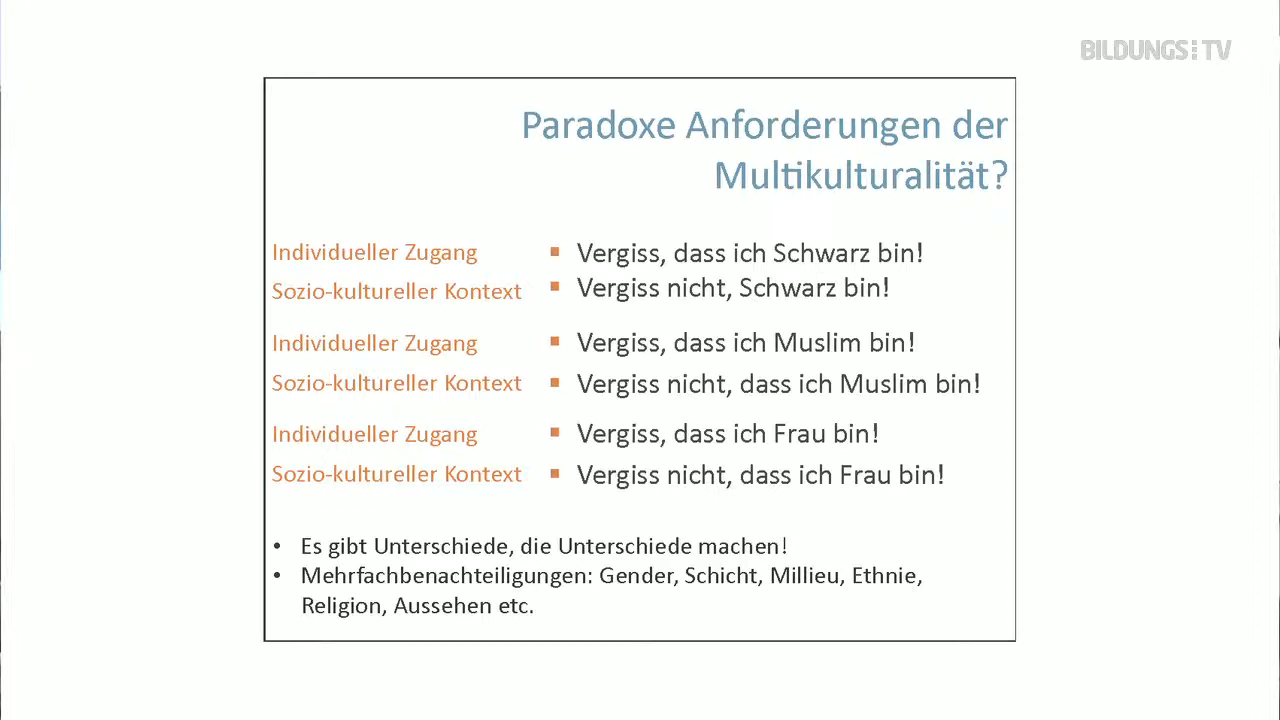 BILDUNGS TV
Paradoxe Anforderungen der
Multikulturalität?
Individueller Zugang ▪ Vergiss, dass ich Schwarz bin!
Sozio-kultureller Kontext ▪ Vergiss nicht, Schwarz bin!
Individueller Zugang ▪ Vergiss, dass ich Muslim bin!
Sozio-kultureller Kontext ▪ Vergiss nicht, dass ich Muslim bin!
Individueller Zugang ▪ Vergiss, dass ich Frau bin!
Sozio-kultureller Kontext ▪ Vergiss nicht, dass ich Frau bin!
• Es gibt Unterschiede, die Unterschiede machen!
• Mehrfachbenachteiligungen: Gender, Schicht, Millieu, Ethnie,
Religion, Aussehen etc.